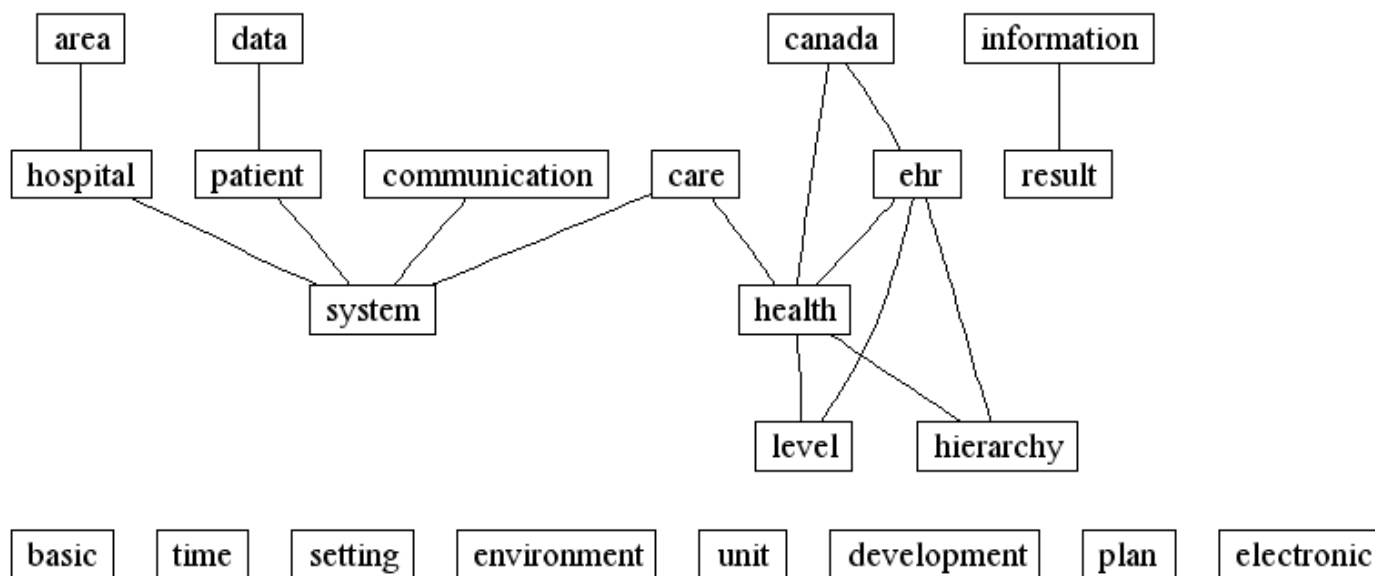 area data canada information
hospital patient communication care ehr result
system health
level hierarchy
basic time setting environment unit development plan electronic